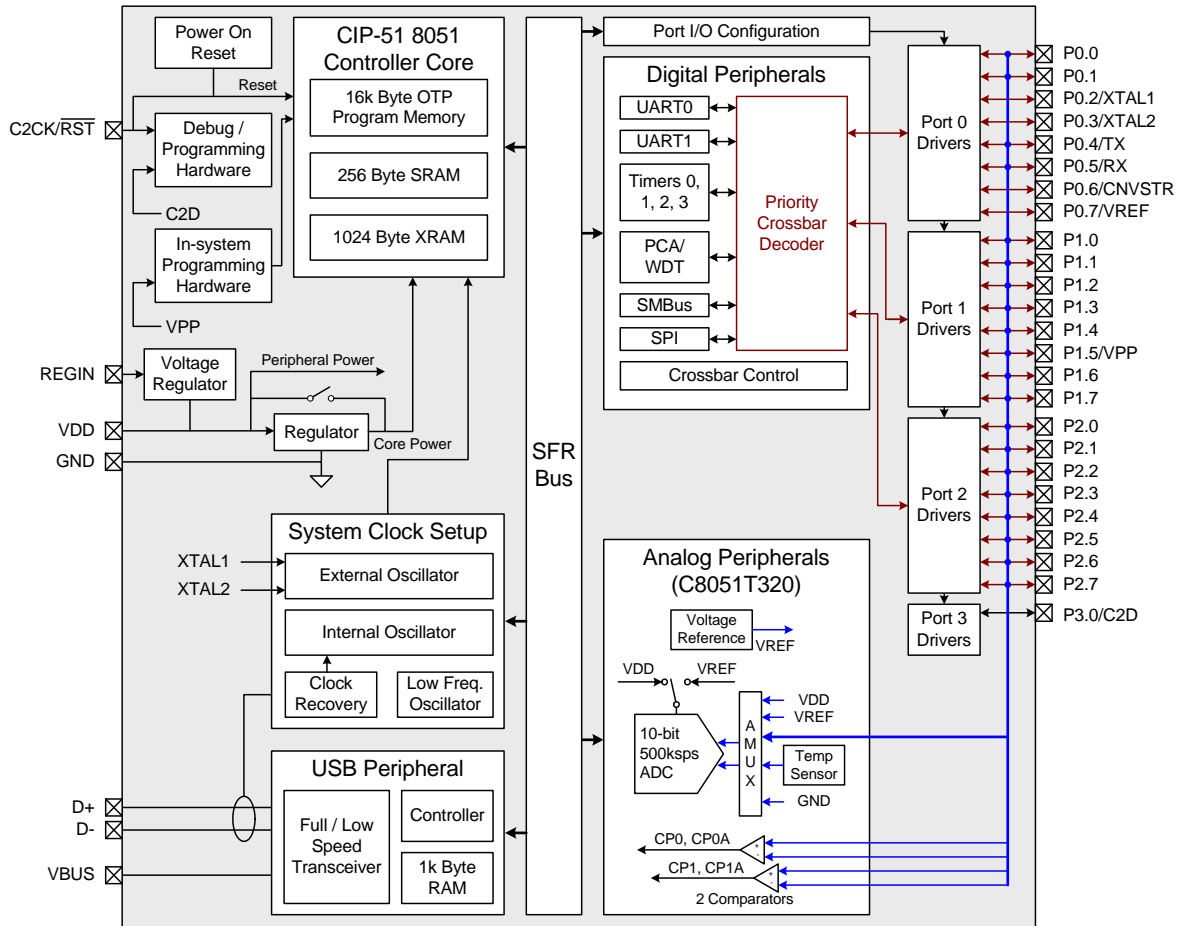 Power On
Reset
Reset
C2CK/RST
Debug /
Programming
Hardware
C2D
In-system
Programming
Hardware
VPP
CIP-51 8051
Controller Core
16k Byte OTP
Program Memory
256 Byte SRAM
1024 Byte XRAM
REGIN
Voltage
Regulator
Peripheral Power
VDD
Regulator
Core Power
GND
System Clock Setup
XTAL1
XTAL2
External Oscillator
Internal Oscillator
Clock
Recovery
Low Freq.
Oscillator
USB Peripheral
D+
D-
VBUS
Full / Low
Speed
Transceiver
Controller
1k Byte
RAM
SFR
Bus
Port I/O Configuration
Digital Peripherals
UART0
UART1
Timers 0,
1, 2, 3
PCA/
WDT
SMBus
SPI
Priority
Crossbar
Decoder
Crossbar Control
Analog Peripherals
(C8051T320)
Voltage
Reference
VREF
VDD
VREF
10-bit
500ksps
ADC
A
M
U
X
VDD
VREF
Temp
Sensor
GND
CP0, CP0A
+
-
CP1, CP1A
+
-
2 Comparators
Port 0
Drivers
Port 1
Drivers
Port 2
Drivers
Port 3
Drivers
P0.0
P0.1
P0.2/XTAL1
P0.3/XTAL2
P0.4/TX
P0.5/RX
P0.6/CNVSTR
P0.7/VREF
P1.0
P1.1
P1.2
P1.3
P1.4
P1.5/VPP
P1.6
P1.7
P2.0
P2.1
P2.2
P2.3
P2.4
P2.5
P2.6
P2.7
P3.0/C2D